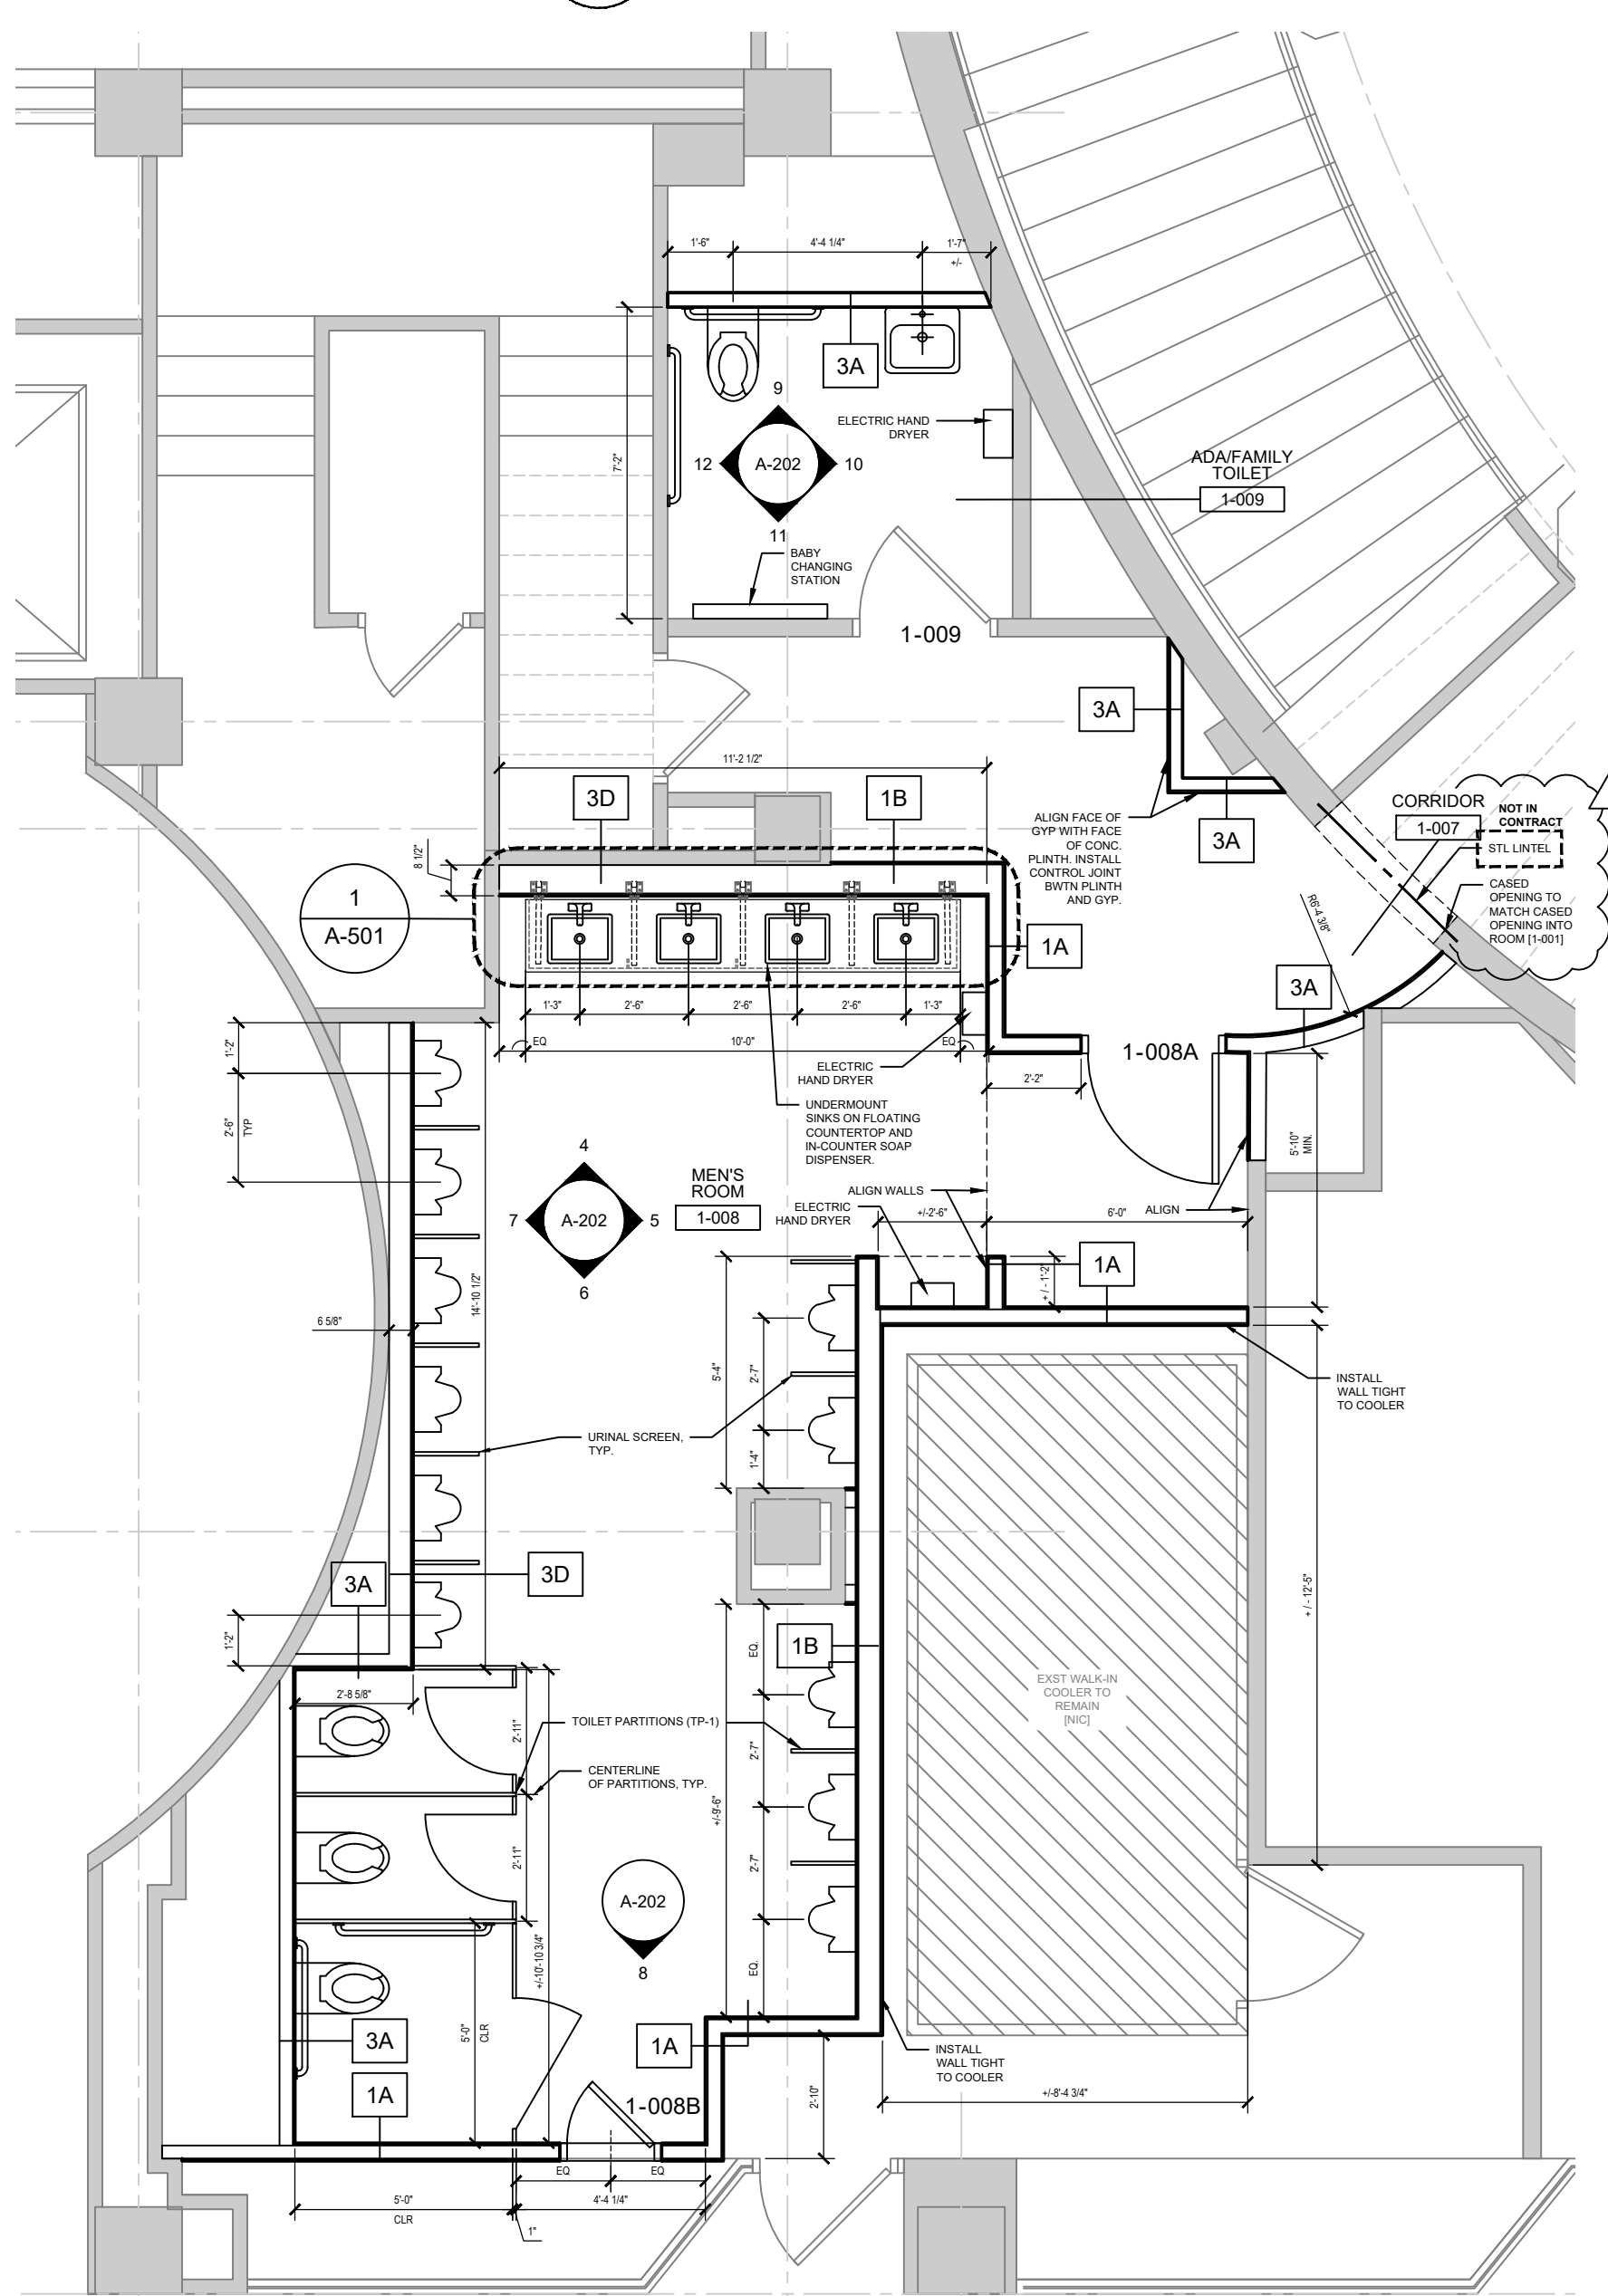 1'-6"
4'-4 1/4"
1'-7"
+/-
3A
9
ELECTRIC HAND
DRYER
12
A-202
10
7'-2"
11
ADA/FAMILY
TOILET
1-009
BABY
CHANGING
STATION
1-009
3A
11'-2 1/2"
3D
1B
ALIGN FACE OF
GYP WITH FACE
OF CONC.
PLINTH. INSTALL
CONTROL JOINT
BWTN PLINTH
AND GYP.
3A
CORRIDOR
1-007
NOT IN
CONTRACT
STL LINTEL
CASED
OPENING TO
MATCH CASED
OPENING INTO
ROOM [1-001]
8 1/2"
1
A-501
1A
R6'-4 3/8"
3A
1'-3"
2'-6"
2'-6"
2'-6"
1'-3"
EQ
10'-0"
EQ
1-008A
1'-2"
2'-6"
TYP
ELECTRIC
HAND DRYER
2'-2"
UNDERMOUNT
SINKS ON FLOATING
COUNTERTOP AND
IN-COUNTER SOAP
DISPENSER.
5'-10"
MIN.
4
7
A-202
5
6
MEN'S
ROOM
1-008
ALIGN WALLS
ELECTRIC
HAND DRYER
+/-2'-6"
6'-0"
ALIGN
1A
+ / - 1'-2"
14'-10 1/2"
6 5/8"
5'-4"
2'-7"
1'-4"
INSTALL
WALL TIGHT
TO COOLER
URINAL SCREEN,
TYP.
3A
3D
+ / - 12'-5"
1'-2"
EQ.
1B
EXST WALK-IN
COOLER TO
REMAIN
[NIC]
2'-8 5/8"
2'-11"
TOILET PARTITIONS (TP-1)
2'-7"
CENTERLINE
OF PARTITIONS, TYP.
+/-9'-6"
2'-11"
2'-7"
A-202
8
+/-10'-10 3/4"
EQ.
5'-0"
CLR
3A
1A
1A
INSTALL
WALL TIGHT
TO COOLER
1-008B
2'-10"
+/-8'-4 3/4"
EQ
EQ
5'-0"
CLR
4'-4 1/4"
1"